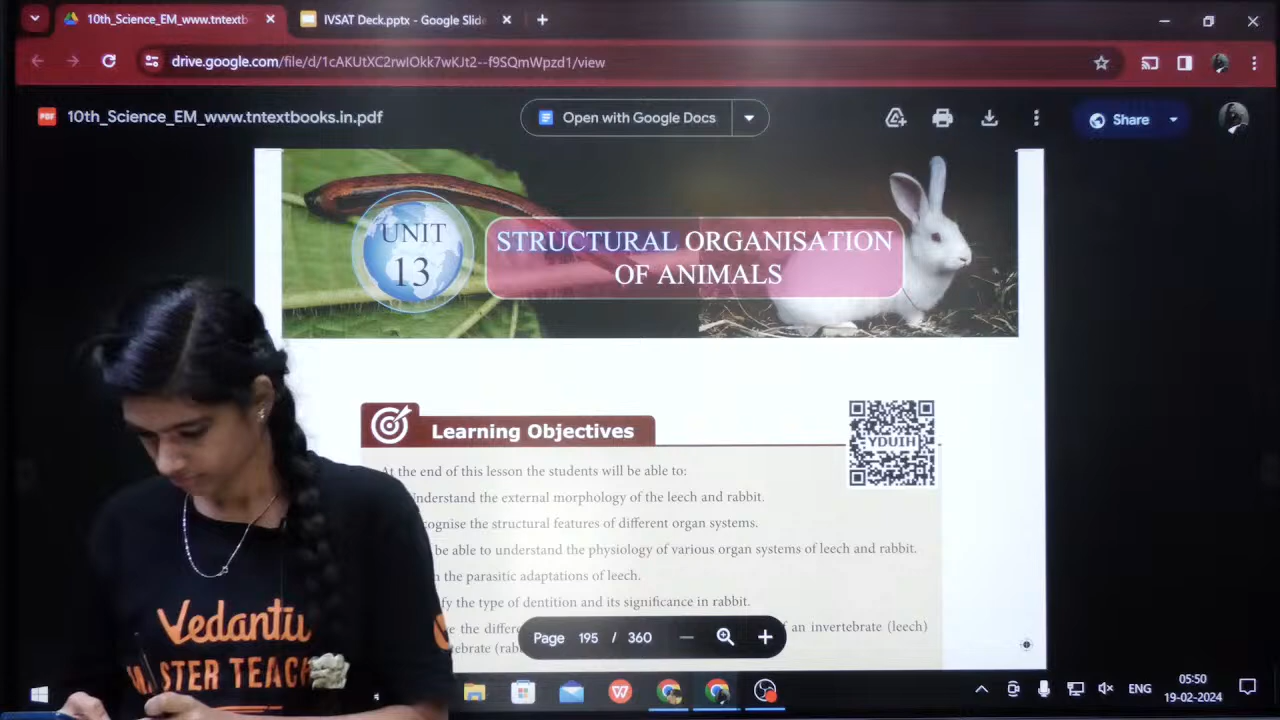 10th_Science_EM_www.tntextb
IVSAT Deck.pptx - Google Slide
drive.google.com/file/d/1cAKUtXC2rwIOkk7wKJt2--f9SQmWpzd1/view
PDF
10th_Science_EM_www.tntextbooks.in.pdf
Open with Google Docs
Share
UNIT
13
STRUCTURAL ORGANISATION
OF ANIMALS
Learning Objectives
YDUIH
At the end of this lesson the students will be able to:
Understand the external morphology of the leech and rabbit.
cognise the structural features of different organ systems.
be able to understand the physiology of various organ systems of leech and rabbit.
the parasitic adaptations of leech.
fy the type of dentition and its significance in rabbit.
an invertebrate (leech)
Page 195 / 360
Vedantu
MASTER TEACH
ENG
05:50
19-02-2024